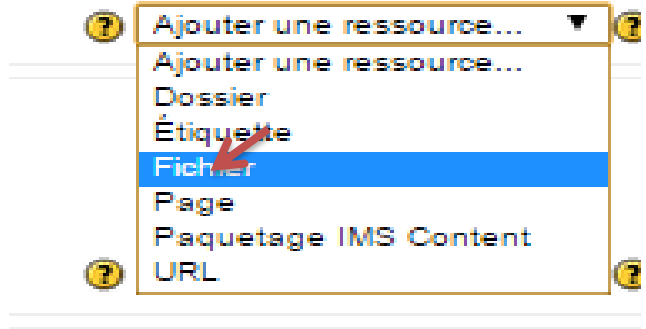 Ajouter une ressource...
Ajouter une ressource...
Dossier
Étiquette
Fichier
Page
Paquetage IMS Content
URL